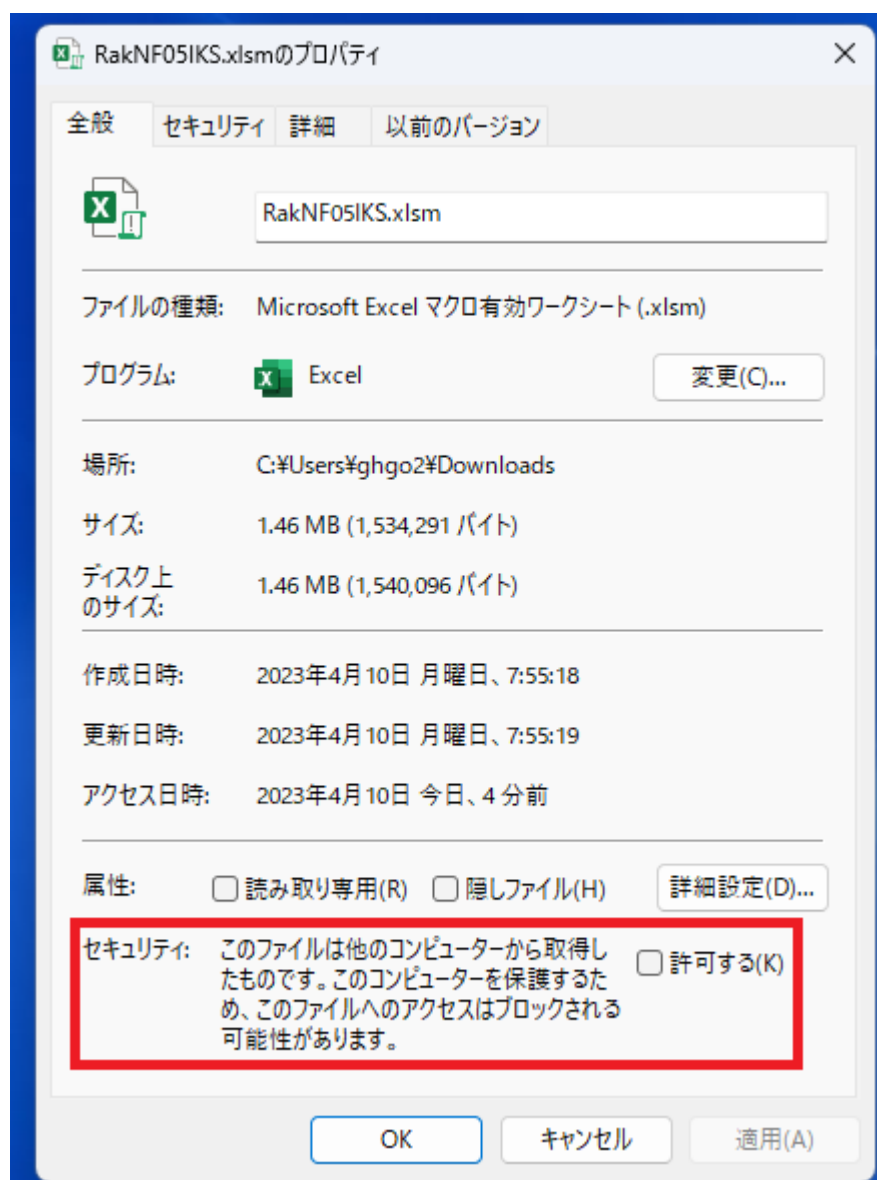 RakNF05IKS.xlsmのプロパティ
全般 セキュリティ 詳細 以前のバージョン
RakNF05IKS.xlsm
ファイルの種類: Microsoft Excel マクロ有効ワークシート (.xlsm)
プログラム: Excel 変更(C)...
場所: C:¥Users¥ghgo2¥Downloads
サイズ: 1.46 MB (1,534,291 バイト)
ディスク上
のサイズ: 1.46 MB (1,540,096 バイト)
作成日時: 2023年4月10日 月曜日、7:55:18
更新日時: 2023年4月10日 月曜日、7:55:19
アクセス日時: 2023年4月10日 今日、4 分前
属性: 読み取り専用(R) 隠しファイル(H) 詳細設定(D)...
セキュリティ: このファイルは他のコンピューターから取得し
たものです。このコンピューターを保護するた
め、このファイルへのアクセスはブロックされる
可能性があります。
許可する(K)
OK キャンセル 適用(A)